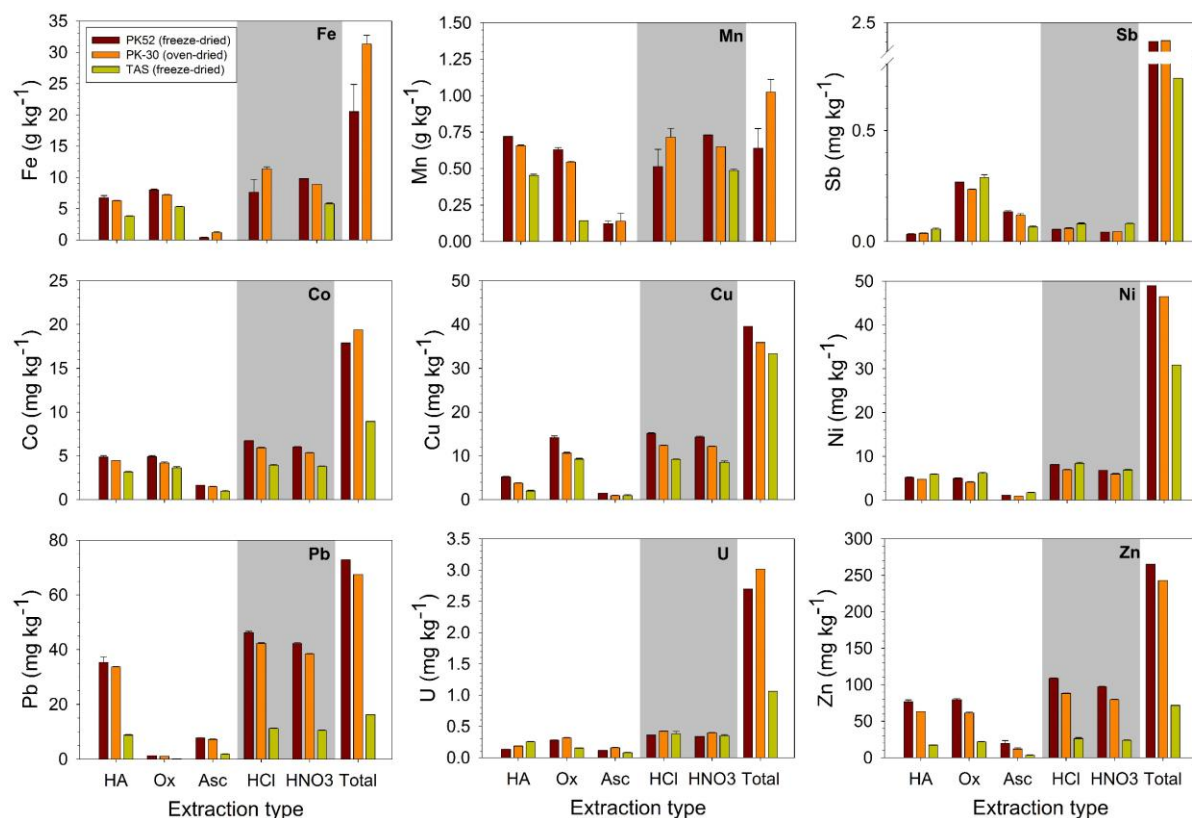 Fe (g kg-1)
35
30
25
20
15
10
5
0
PK52 (freeze-dried)
PK-30 (oven-dried)
TAS (freeze-dried)
Fe
Mn (g kg-1)
1.50
1.25
1.00
0.75
0.50
0.25
0.00
Mn
Sb (mg kg-1)
2.5
0.5
0.0
Sb
Co (mg kg-1)
25
20
15
10
5
0
Co
Cu (mg kg-1)
50
40
30
20
10
0
Cu
Ni (mg kg-1)
50
40
30
20
10
0
Ni
Pb (mg kg-1)
80
60
40
20
0
Pb
HA Ox Asc HCl HNO3 Total
Extraction type
U (mg kg-1)
3.5
3.0
2.5
2.0
1.5
1.0
0.5
0.0
U
HA Ox Asc HCl HNO3 Total
Extraction type
Zn (mg kg-1)
300
250
200
150
100
50
0
Zn
HA Ox Asc HCl HNO3 Total
Extraction type